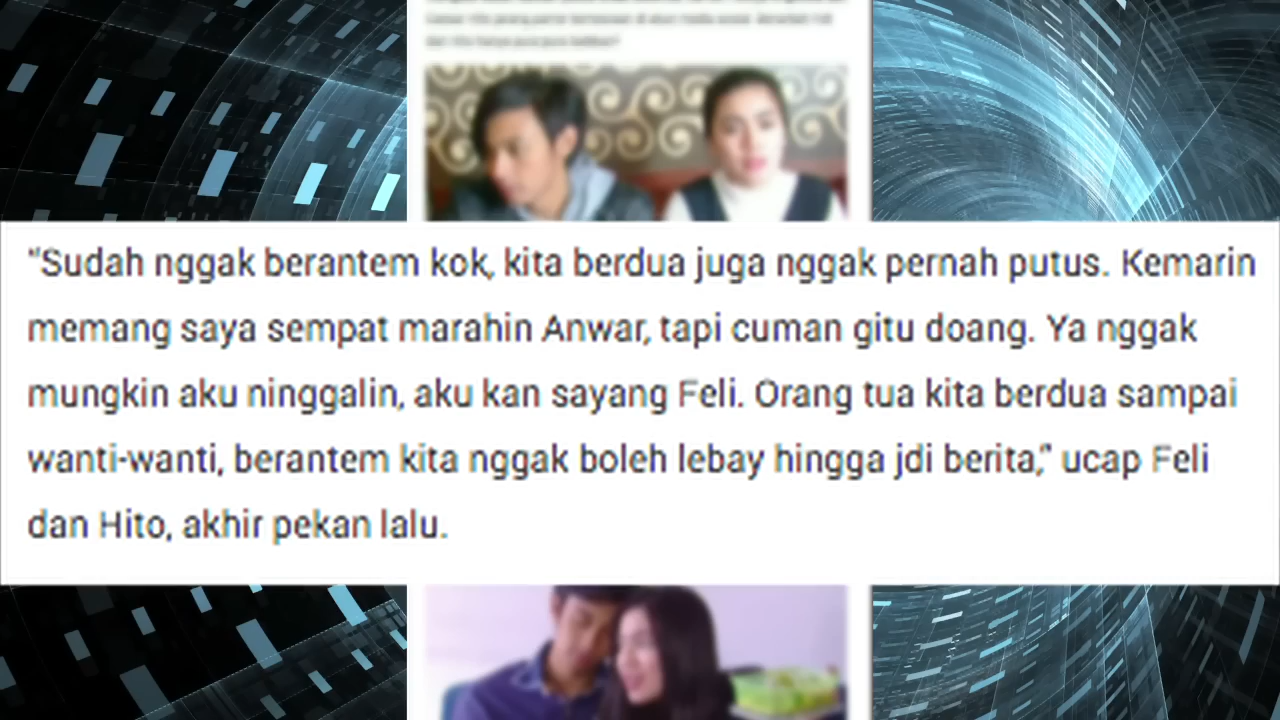 "Sudah nggak berantem kok, kita berdua juga nggak pernah putus. Kemarin
memang saya sempat marahin Anwar, tapi cuman gitu doang. Ya nggak
mungkin aku ninggalin, aku kan sayang Feli. Orang tua kita berdua sampai
wanti-wanti, berantem kita nggak boleh lebay hingga jdi berita," ucap Feli
dan Hito, akhir pekan lalu.